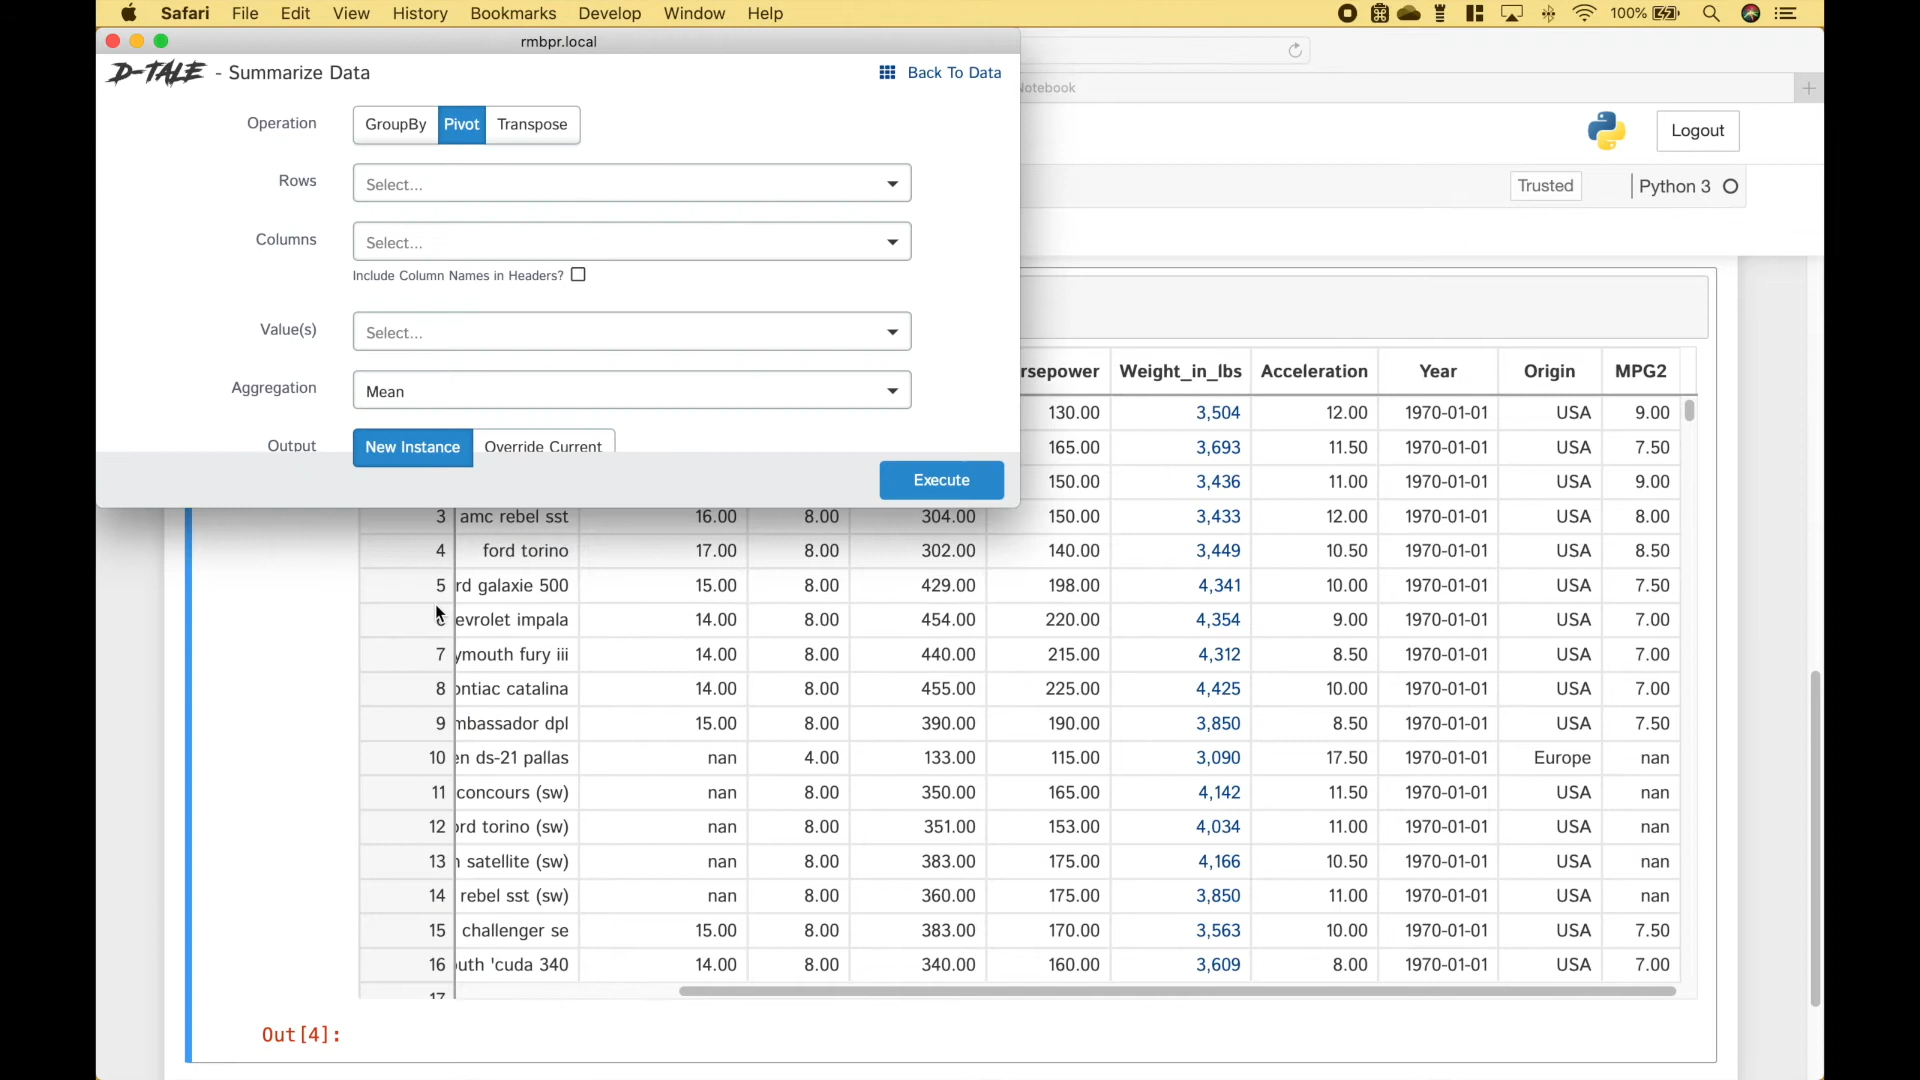 Safari File Edit View History Bookmarks Develop Window Help 100%
rmbpr.local
D-TALE - Summarize Data Back To Data
Notebook
Operation GroupBy Pivot Transpose
Logout
Rows Select...
Trusted Python 3
Columns Select...
Include Column Names in Headers?
Value(s) Select...
Aggregation Mean
Output New Instance Override Current
Execute
rsepower Weight_in_lbs Acceleration Year Origin MPG2
130.00 3,504 12.00 1970-01-01 USA 9.00
165.00 3,693 11.50 1970-01-01 USA 7.50
150.00 3,436 11.00 1970-01-01 USA 9.00
3 amc rebel sst 16.00 8.00 304.00 150.00 3,433 12.00 1970-01-01 USA 8.00
4 ford torino 17.00 8.00 302.00 140.00 3,449 10.50 1970-01-01 USA 8.50
5 rd galaxie 500 15.00 8.00 429.00 198.00 4,341 10.00 1970-01-01 USA 7.50
6 evrolet impala 14.00 8.00 454.00 220.00 4,354 9.00 1970-01-01 USA 7.00
7 ymouth fury iii 14.00 8.00 440.00 215.00 4,312 8.50 1970-01-01 USA 7.00
8 ontiac catalina 14.00 8.00 455.00 225.00 4,425 10.00 1970-01-01 USA 7.00
9 mbassador dpl 15.00 8.00 390.00 190.00 3,850 8.50 1970-01-01 USA 7.50
10 en ds-21 pallas nan 4.00 133.00 115.00 3,090 17.50 1970-01-01 Europe nan
11 concours (sw) nan 8.00 350.00 165.00 4,142 11.50 1970-01-01 USA nan
12 ord torino (sw) nan 8.00 351.00 153.00 4,034 11.00 1970-01-01 USA nan
13 n satellite (sw) nan 8.00 383.00 175.00 4,166 10.50 1970-01-01 USA nan
14 rebel sst (sw) nan 8.00 360.00 175.00 3,850 11.00 1970-01-01 USA nan
15 challenger se 15.00 8.00 383.00 170.00 3,563 10.00 1970-01-01 USA 7.50
16 outh 'cuda 340 14.00 8.00 340.00 160.00 3,609 8.00 1970-01-01 USA 7.00
17
Out[4]: